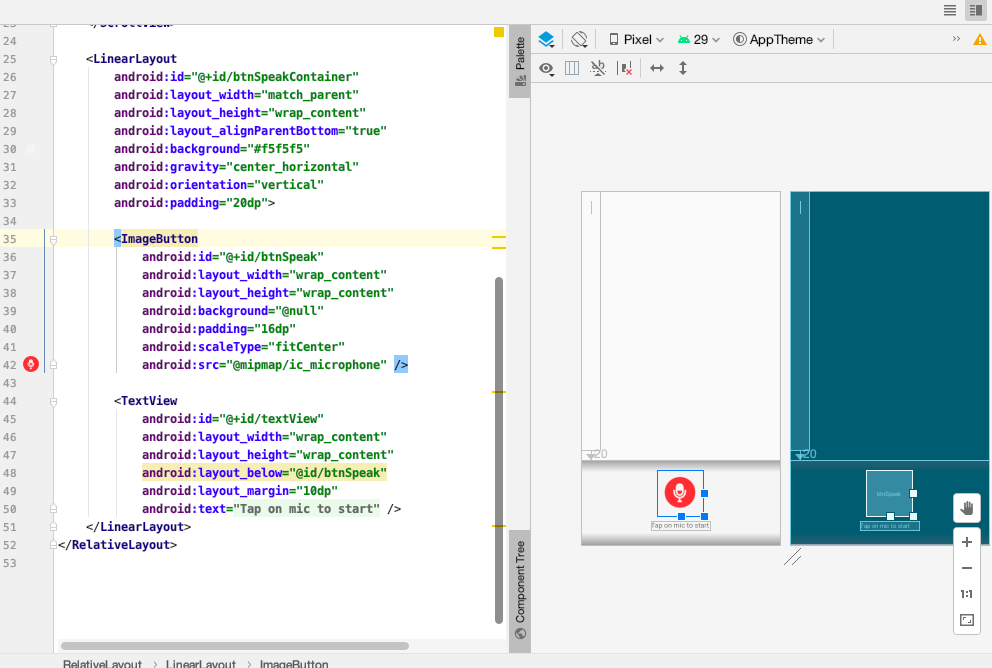 23 </ScrollView>
24
25 <LinearLayout
26 android:id="@+id/btnSpeakContainer"
27 android:layout_width="match_parent"
28 android:layout_height="wrap_content"
29 android:layout_alignParentBottom="true"
30 android:background="#f5f5f5"
31 android:gravity="center_horizontal"
32 android:orientation="vertical"
33 android:padding="20dp">
34
35 <ImageButton
36 android:id="@+id/btnSpeak"
37 android:layout_width="wrap_content"
38 android:layout_height="wrap_content"
39 android:background="@null"
40 android:padding="16dp"
41 android:scaleType="fitCenter"
42 android:src="@mipmap/ic_microphone" />
43
44 <TextView
45 android:id="@+id/textView"
46 android:layout_width="wrap_content"
47 android:layout_height="wrap_content"
48 android:layout_below="@id/btnSpeak"
49 android:layout_margin="10dp"
50 android:text="Tap on mic to start" />
51 </LinearLayout>
52 </RelativeLayout>
53
RelativeLayout > LinearLayout > ImageButton
Palette
Component Tree
Pixel 29 AppTheme »
20
Tap on mic to start
20
btnSpeak
Tap on mic to start
+
−
1:1